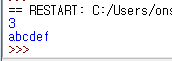 >>>
== RESTART: C:/Users/ons
3
abcdef
>>>